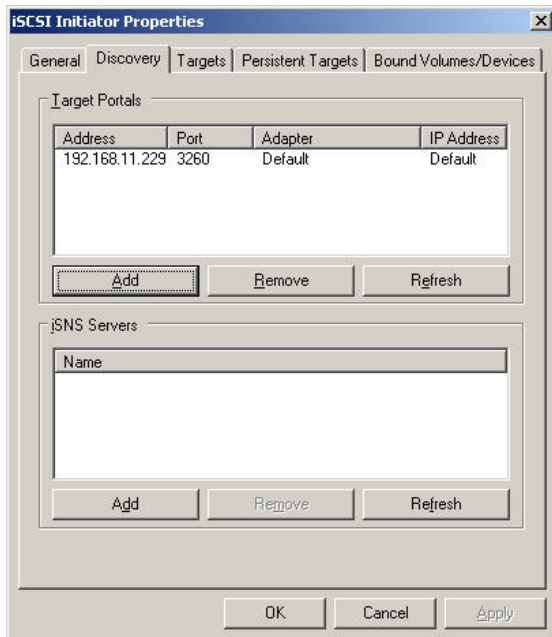 iSCSI Initiator Properties
General Discovery Targets Persistent Targets Bound Volumes/Devices
Target Portals
Address Port Adapter IP Address
192.168.11.229 3260 Default Default
Add Remove Refresh
iSNS Servers
Name
Add Remove Refresh
OK Cancel Apply